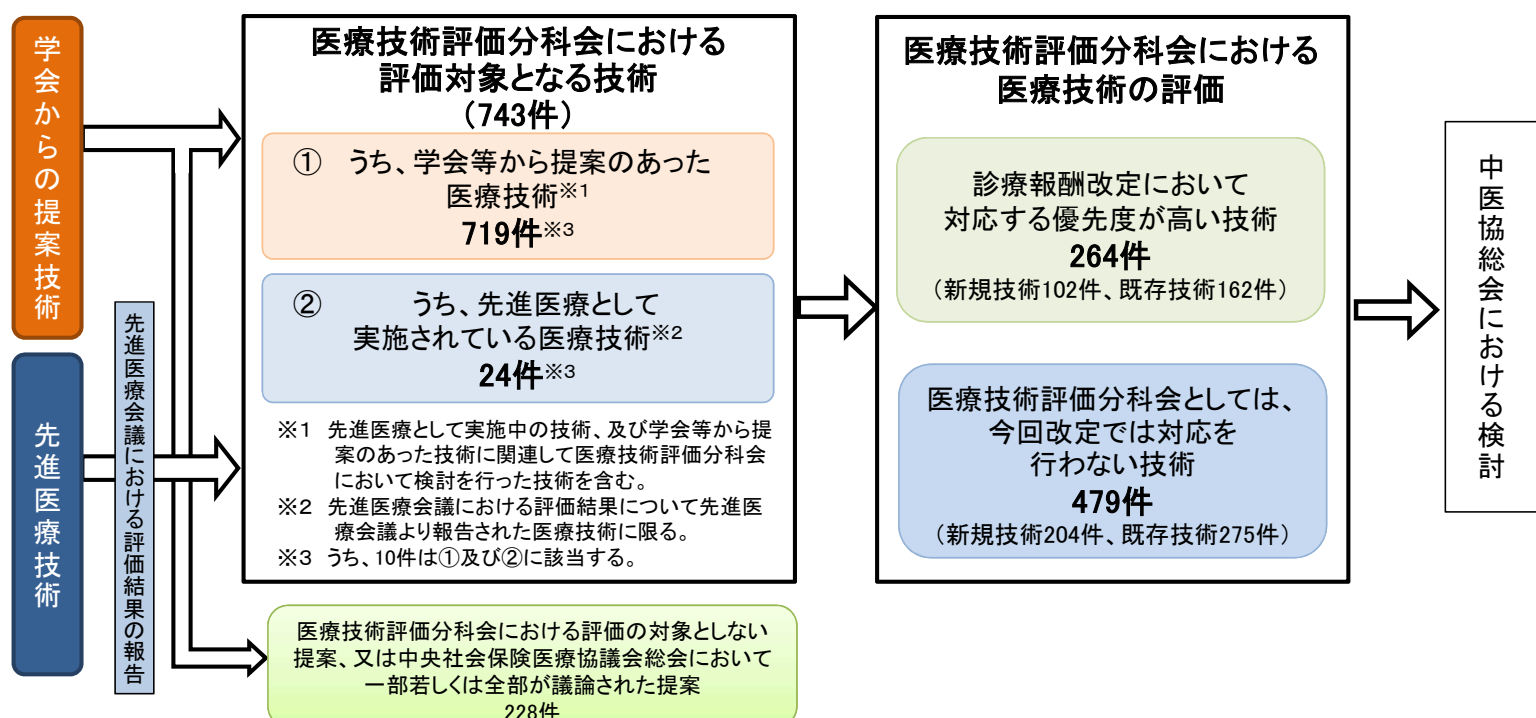 学会からの提案技術
先進医療技術
先進医療会議における評価結果の報告
医療技術評価分科会における
評価対象となる技術
(743件)
① うち、学会等から提案のあった
医療技術※1
719件※3
② うち、先進医療として
実施されている医療技術※2
24件※3
※1 先進医療として実施中の技術、及び学会等から提
案のあった技術に関連して医療技術評価分科会
において検討を行った技術を含む。
※2 先進医療会議における評価結果について先進医
療会議より報告された医療技術に限る。
※3 うち、10件は①及び②に該当する。
医療技術評価分科会における評価の対象としない
提案、又は中央社会保険医療協議会総会において
一部若しくは全部が議論された提案
228件
医療技術評価分科会における
医療技術の評価
診療報酬改定において
対応する優先度が高い技術
264件
(新規技術102件、既存技術162件)
医療技術評価分科会としては、
今回改定では対応を
行わない技術
479件
(新規技術204件、既存技術275件)
中医協総会における検討